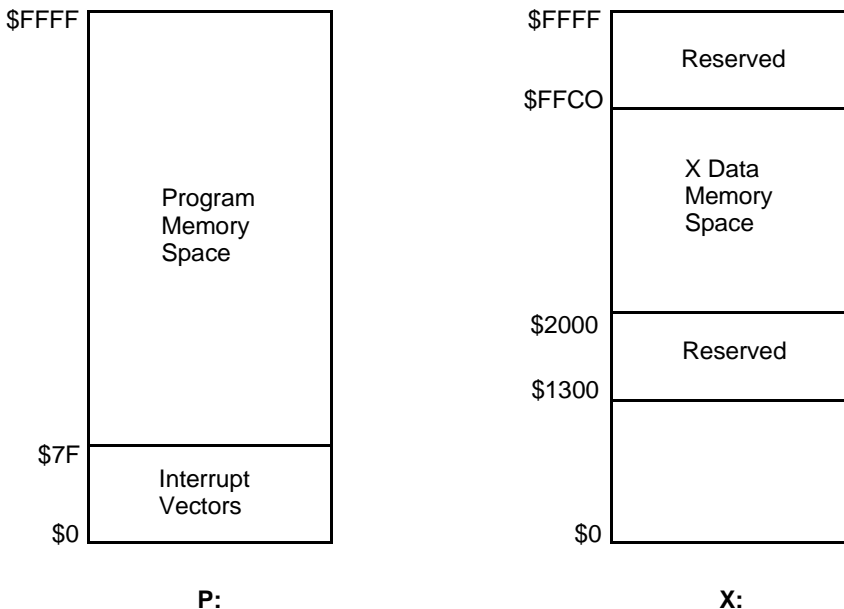 $FFFF
Program
Memory
Space
$7F
Interrupt
Vectors
$0
P:
$FFFF
Reserved
$FFCO
X Data
Memory
Space
$2000
Reserved
$1300
$0
X: